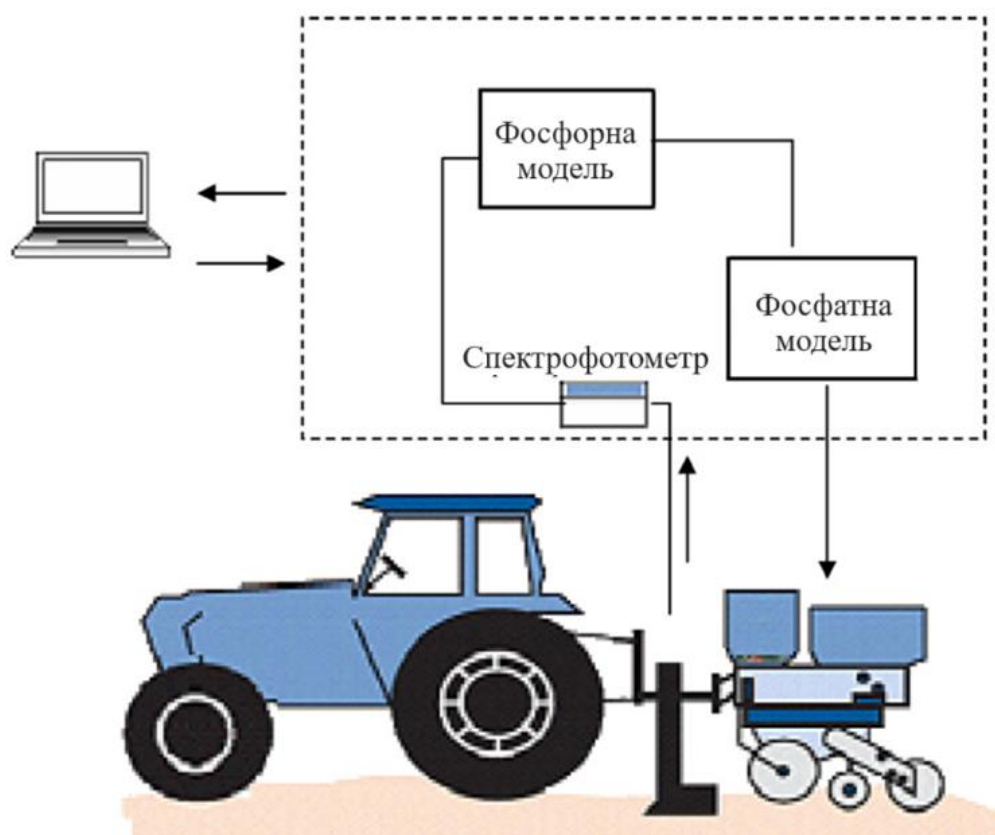 Фосфорна
модель
Фосфатна
модель
Спектрофотометр